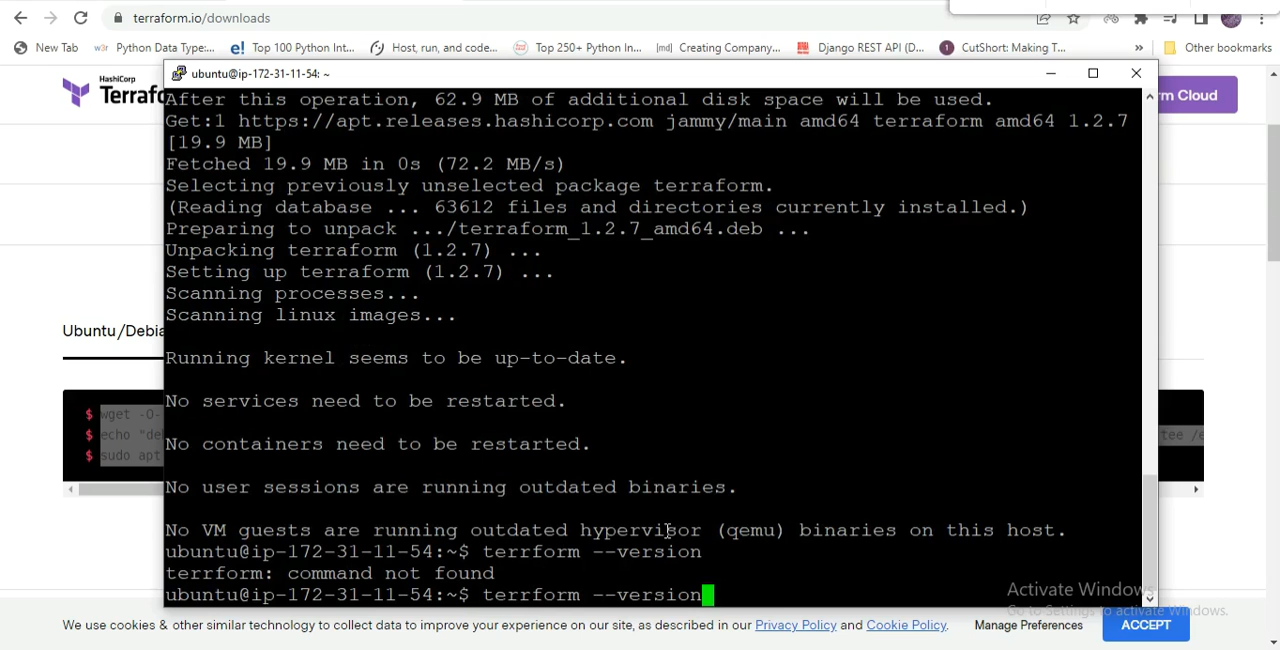 terraform.io/downloads
New Tab
w3r Python Data Type:...
e! Top 100 Python Int...
Host, run, and code...
Top 250+ Python In...
|md| Creating Company...
Django REST API (D...
1 CutShort: Making T...
»
Other bookmarks
ubuntu@ip-172-31-11-54: ~
HashiCorp
Terrafo
rm Cloud
After this operation, 62.9 MB of additional disk space will be used.
Get:1 https://apt.releases.hashicorp.com jammy/main amd64 terraform amd64 1.2.7
[19.9 MB]
Fetched 19.9 MB in 0s (72.2 MB/s)
Selecting previously unselected package terraform.
(Reading database ... 63612 files and directories currently installed.)
Preparing to unpack .../terraform_1.2.7_amd64.deb ...
Unpacking terraform (1.2.7) ...
Setting up terraform (1.2.7) ...
Scanning processes...
Scanning linux images...
Running kernel seems to be up-to-date.
No services need to be restarted.
No containers need to be restarted.
No user sessions are running outdated binaries.
No VM guests are running outdated hypervisor (qemu) binaries on this host.
ubuntu@ip-172-31-11-54:~$ terrform --version
terrform: command not found
ubuntu@ip-172-31-11-54:~$ terrform --version
Ubuntu/Debia
$ wget -O-
$ echo "deb
tee /e
$ sudo apt
Activate Windows
Go to Settings to activate Windows.
We use cookies & other similar technology to collect data to improve your experience on our site, as described in our Privacy Policy and Cookie Policy.
Manage Preferences
ACCEPT